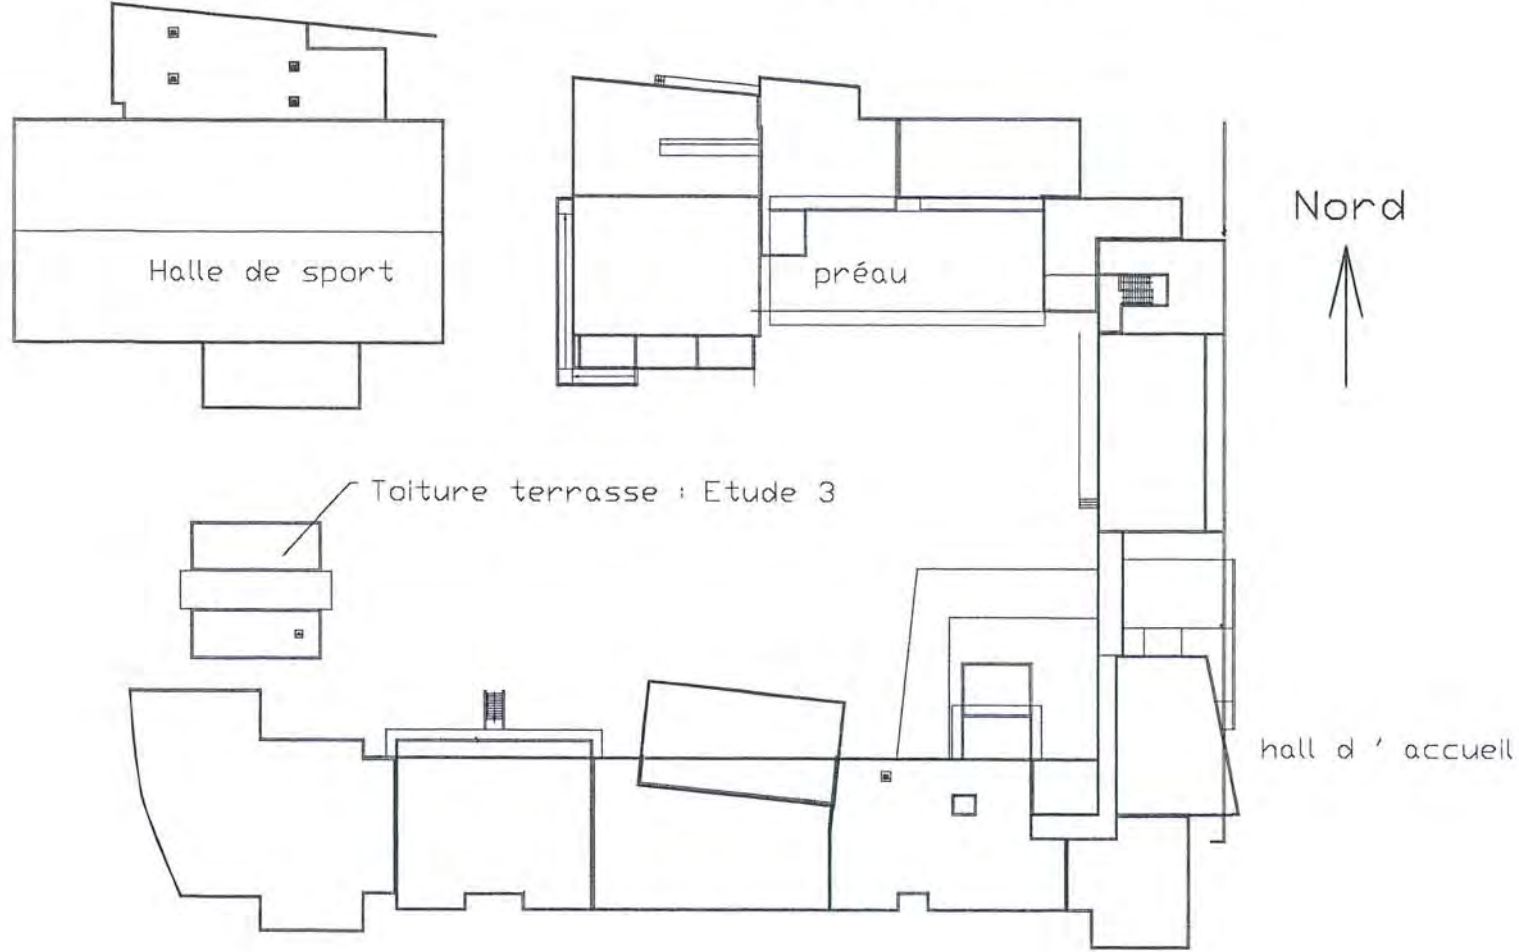 Nord
Halle de sport
préau
Toiture terrasse : Etude 3
hall d ' accueil